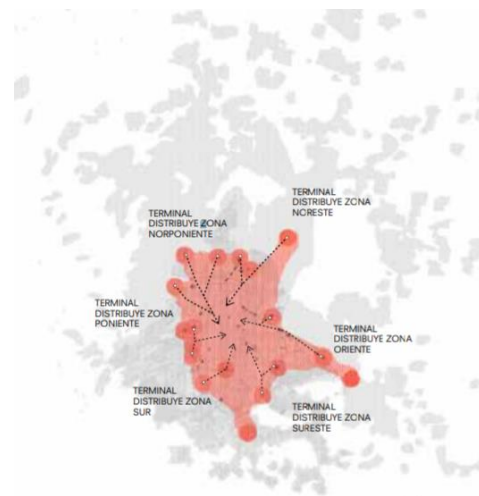 TERMINAL
DISTRIBUYE ZONA
NORESTE
TERMINAL
DISTRIBUYE ZONA
NORPONIENTE
TERMINAL
DISTRIBUYE ZONA
PONIENTE
TERMINAL
DISTRIBUYE ZONA
ORIENTE
TERMINAL
DISTRIBUYE ZONA
SUR
TERMINAL
DISTRIBUYE ZONA
SURESTE